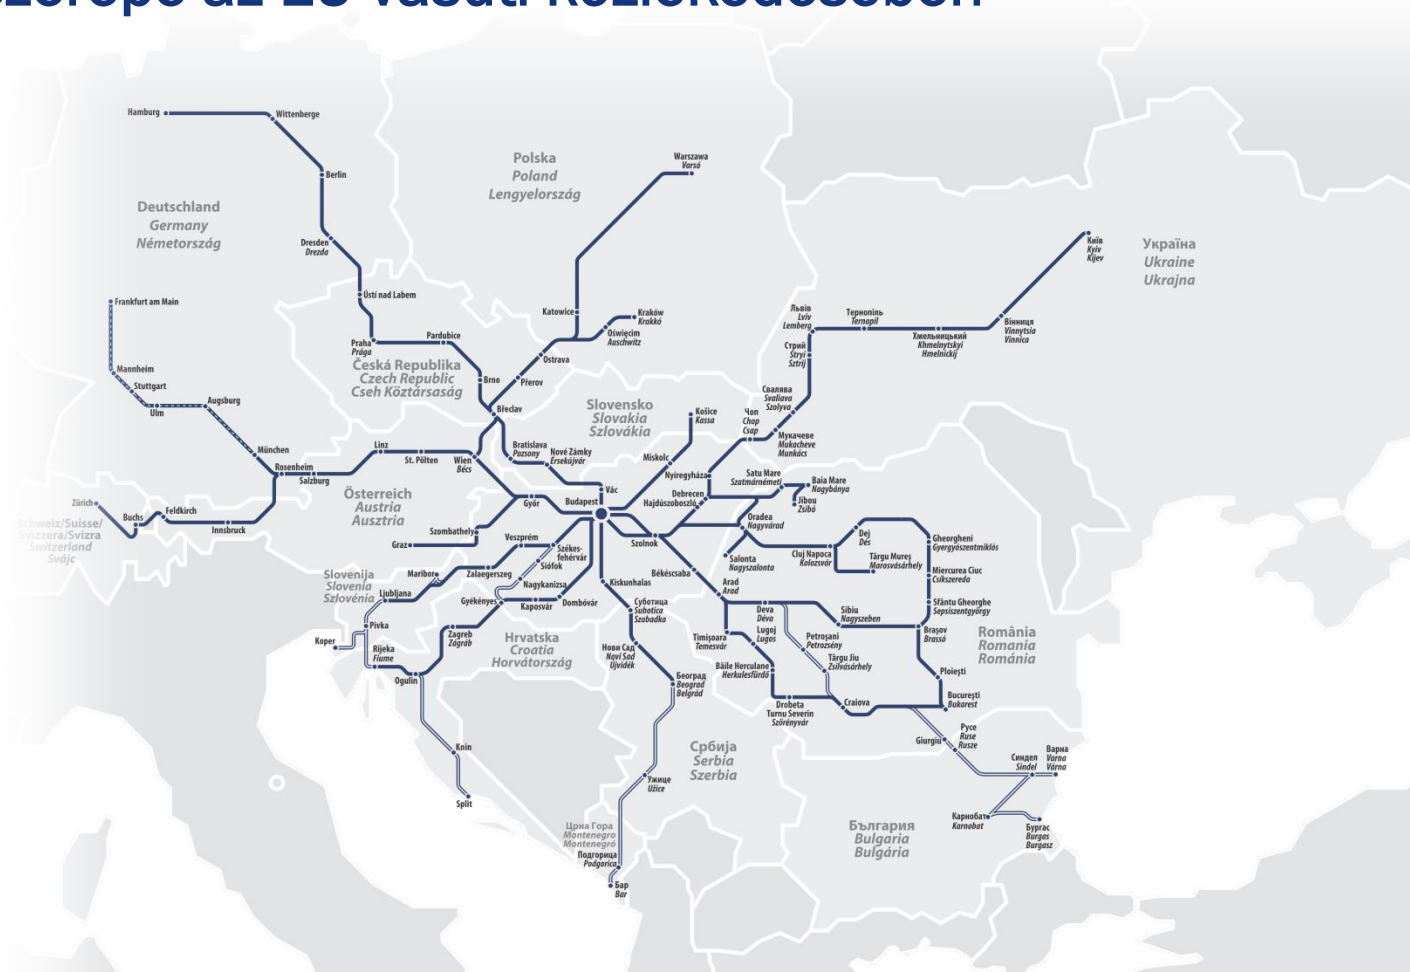 Hamburg
Wittenberge
Berlin
Dresden
Drezda
Ústí nad Labem
Praha
Prága
Pardubice
Brno
Břeclav
Deutschland
Germany
Németország
Polska
Poland
Lengyelország
Warszawa
Varsó
Katowice
Kraków
Krakkó
Oświęcim
Auschwitz
Ostrava
Přerov
Česká Republika
Czech Republic
Cseh Köztársaság
Slovensko
Slovakia
Szlovákia
Україна
Ukraine
Ukrajna
Київ
Kyiv
Kijev
Вінниця
Vinnytsia
Vinnica
Хмельницький
Khmelnytskyi
Hmelnickij
Тернопіль
Ternopil
Львів
Lviv
Lemberg
Стрий
Stryi
Sztrij
Свалява
Svaliava
Szolyva
Мукачеве
Mukacheve
Munkács
Чоп
Chop
Csap
Frankfurt am Main
Mannheim
Stuttgart
Ulm
Augsburg
München
Rosenheim
Salzburg
Linz
St. Pölten
Wien
Bécs
Bratislava
Pozsony
Nové Zámky
Érsekújvár
Vác
Budapest
Győr
Košice
Kassa
Miskolc
Nyíregyháza
Debrecen
Hajdúszoboszló
Satu Mare
Szatmárnémeti
Baia Mare
Nagybánya
Jibou
Zsibó
Zürich
Buchs
Feldkirch
Innsbruck
Schweiz/Suisse/
Svizzera/Svizra
Switzerland
Svájc
Österreich
Austria
Ausztria
Szombathely
Graz
Veszprém
Székes-
fehérvár
Siófok
Szolnok
Oradea
Nagyvárad
Salonta
Nagyszalonta
Cluj Napoca
Kolozsvár
Dej
Dés
Târgu Mureș
Marosvásárhely
Gheorgheni
Gyergyószentmiklós
Miercurea Ciuc
Csíkszereda
Sfântu Gheorghe
Sepsiszentgyörgy
Brașov
Brassó
Slovenija
Slovenia
Szlovénia
Maribor
Zalaegerszeg
Nagykanizsa
Ljubljana
Gyékényes
Kaposvár
Dombóvár
Kiskunhalas
Békéscsaba
Arad
Arad
Deva
Déva
Sibiu
Nagyszeben
Суботица
Subotica
Szabadka
Pivka
Koper
Rijeka
Fiume
Zagreb
Zágráb
Ogulin
Hrvatska
Croatia
Horvátország
Нови Сад
Novi Sad
Újvidék
Timișoara
Temesvár
Lugoj
Lugos
Petroșani
Petrozsény
Târgu Jiu
Zsilvásárhely
Băile Herculane
Herkulesfürdő
Drobeta
Turnu Severin
Szörényvár
Craiova
România
Romania
Románia
Ploiești
București
Bukarest
Београд
Beograd
Belgrád
Србија
Serbia
Szerbia
Ужице
Užice
Knin
Split
Црна Гора
Montenegro
Montenegró
Подгорица
Podgorica
Бар
Bar
Giurgiu
Русе
Ruse
Rusze
Синдел
Sindel
Варна
Varna
Várna
Карнобат
Karnobat
Бургас
Burgas
Burgasz
България
Bulgaria
Bulgária